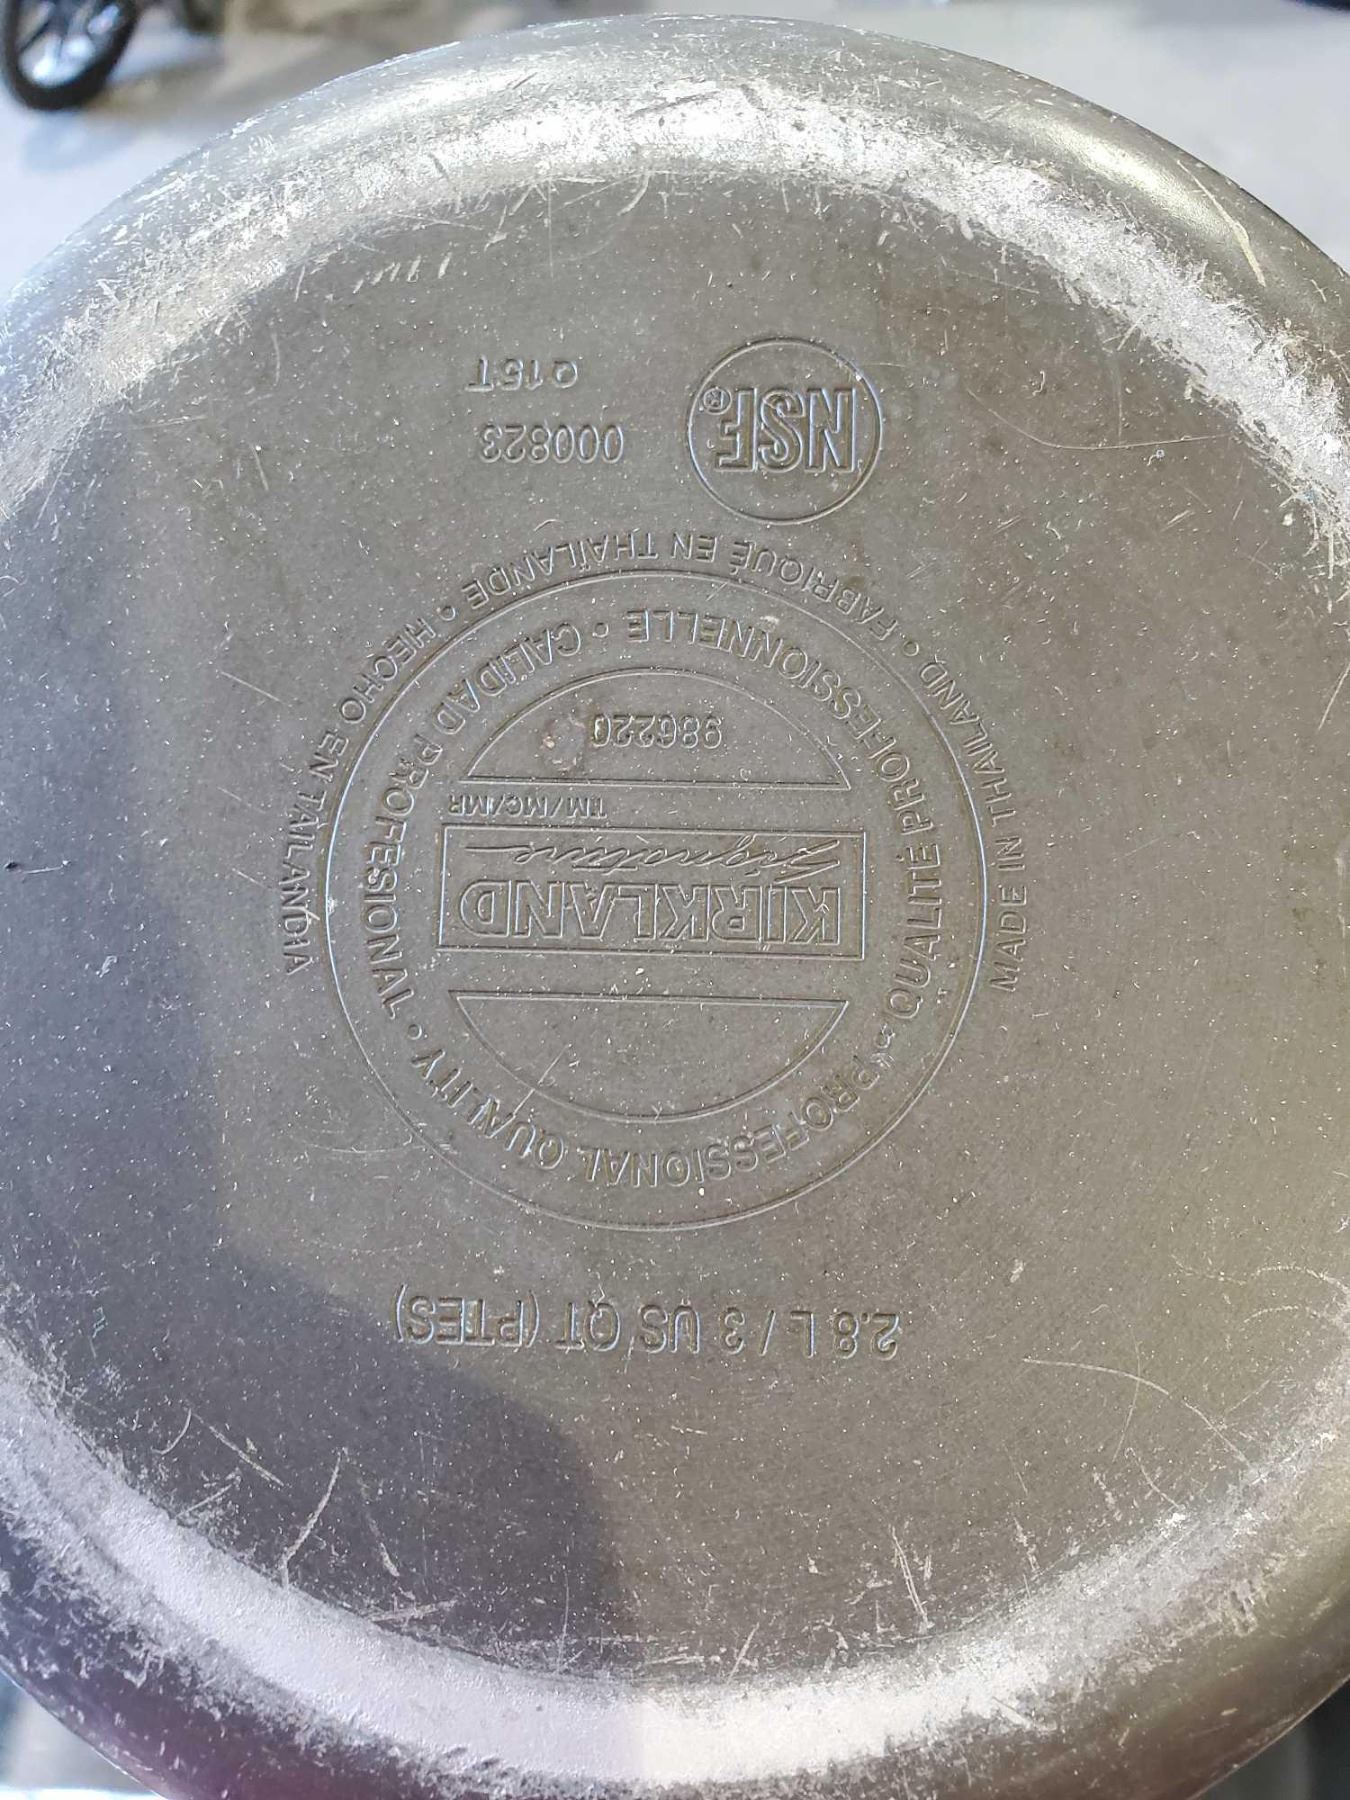 2.8 L / 3 US QT (PTES)
"PROFESSIONAL QUALITY • CALIDAD PROFESIONAL • QUALITÉ PROFESSIONNELLE
KIRKLAND
Signature
TM/MC/MR
986220
MADE IN THAILAND • FABRIQUÉ EN THAÏLANDE • HECHO EN TAILANDIA
NSF®
000823
Q15T